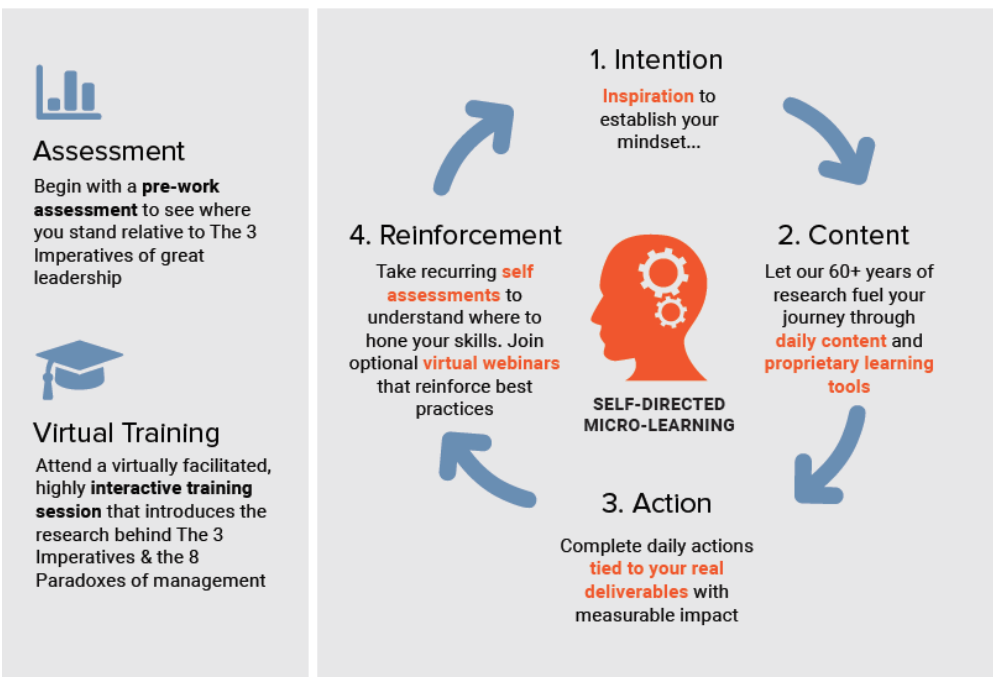 Assessment
Begin with a pre-work
assessment to see where
you stand relative to The 3
Imperatives of great
leadership
Virtual Training
Attend a virtually facilitated,
highly interactive training
session that introduces the
research behind The 3
Imperatives & the 8
Paradoxes of management
1. Intention
Inspiration to
establish your
mindset...
2. Content
Let our 60+ years of
research fuel your
journey through
daily content and
proprietary learning
tools
3. Action
Complete daily actions
tied to your real
deliverables with
measurable impact
4. Reinforcement
Take recurring self
assessments to
understand where to
hone your skills. Join
optional virtual webinars
that reinforce best
practices
SELF-DIRECTED
MICRO-LEARNING